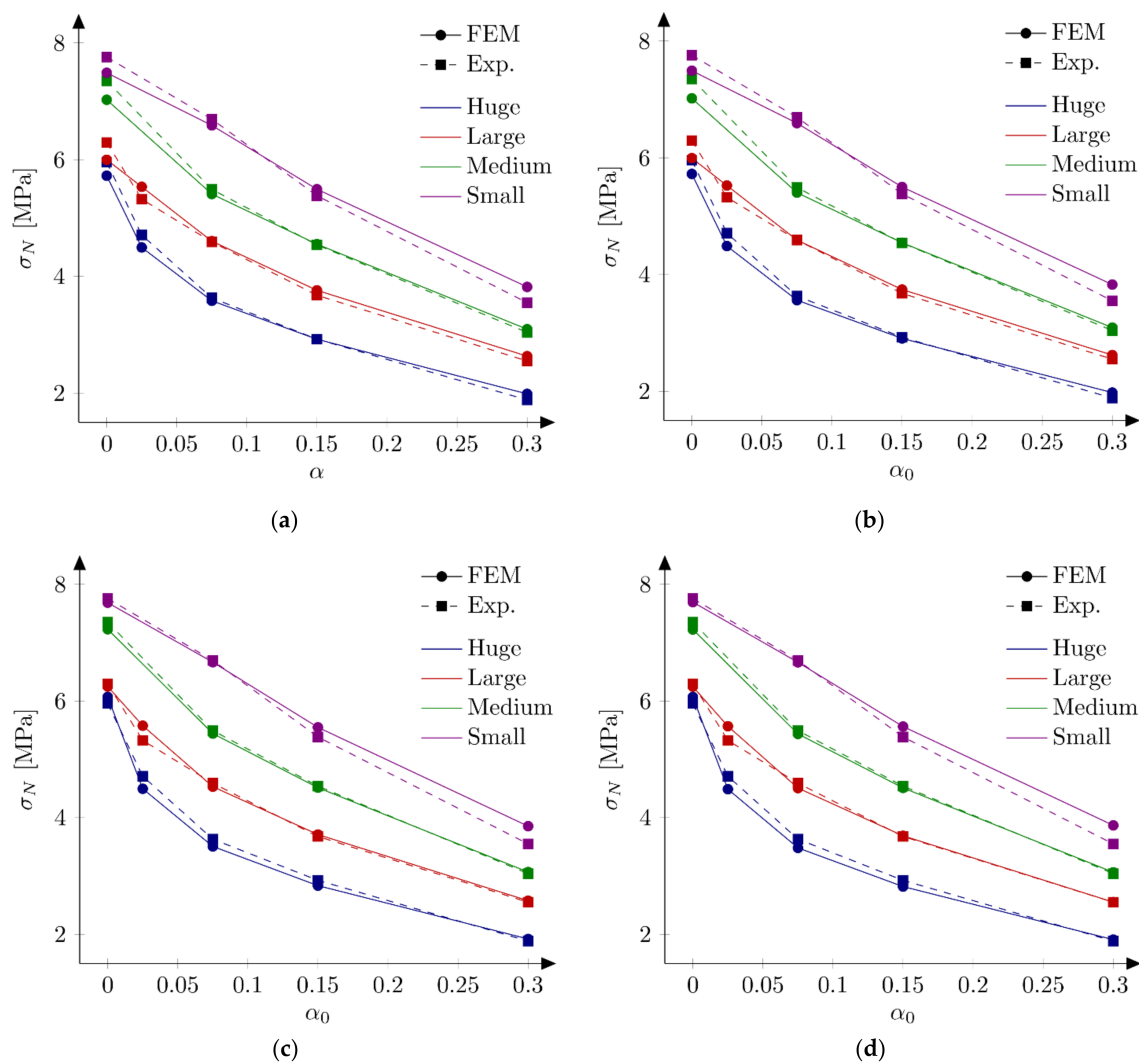 8
6
4
2
σ_N [MPa]
0 0.05 0.1 0.15 0.2 0.25 0.3
α
FEM
Exp.
Huge
Large
Medium
Small
(a)
8
6
4
2
σ_N [MPa]
0 0.05 0.1 0.15 0.2 0.25 0.3
α₀
FEM
Exp.
Huge
Large
Medium
Small
(b)
8
6
4
2
σ_N [MPa]
0 0.05 0.1 0.15 0.2 0.25 0.3
α₀
FEM
Exp.
Huge
Large
Medium
Small
(c)
8
6
4
2
σ_N [MPa]
0 0.05 0.1 0.15 0.2 0.25 0.3
α₀
FEM
Exp.
Huge
Large
Medium
Small
(d)